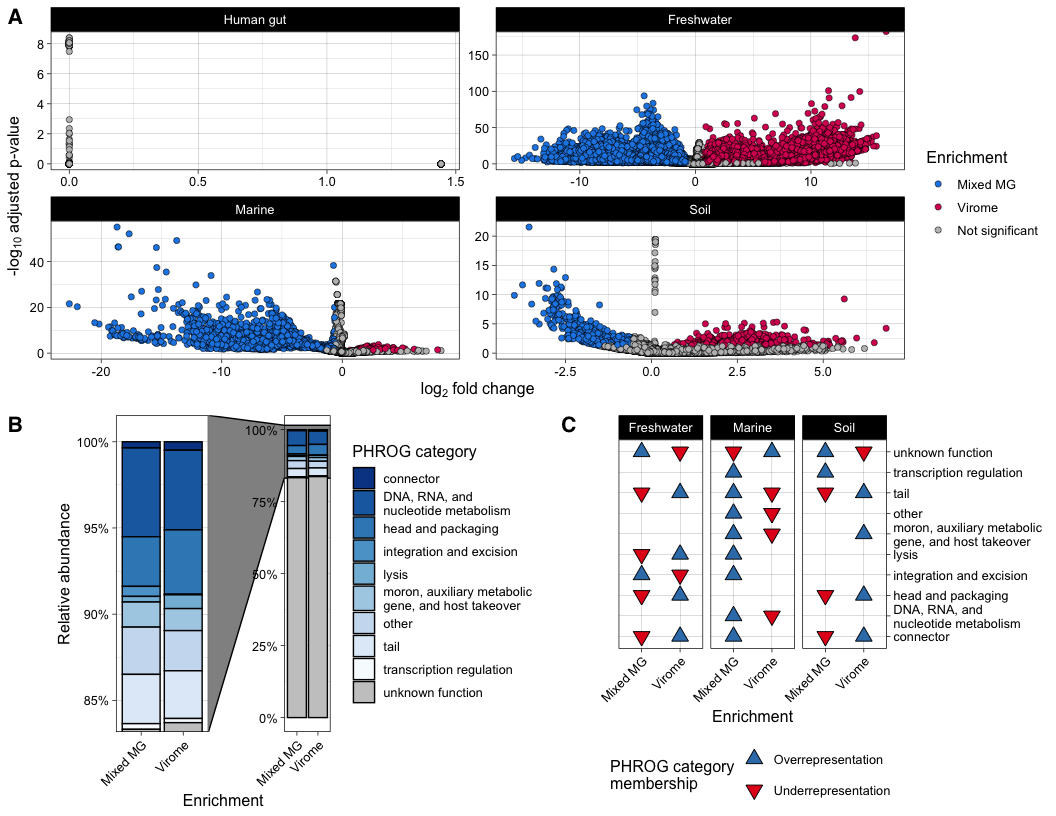 A
Human gut
Freshwater
8
6
4
2
0
0.0
0.5
1.0
1.5
150
100
50
0
-10
0
10
Marine
Soil
40
20
0
-20
-10
0
20
15
10
5
0
-2.5
0.0
2.5
5.0
-log10 adjusted p-value
log2 fold change
Enrichment
Mixed MG
Virome
Not significant
B
100%
95%
90%
85%
Relative abundance
Mixed MG
Virome
100%
75%
50%
25%
0%
Mixed MG
Virome
Enrichment
PHROG category
connector
DNA, RNA, and
nucleotide metabolism
head and packaging
integration and excision
lysis
moron, auxiliary metabolic
gene, and host takeover
other
tail
transcription regulation
unknown function
C
Freshwater
Marine
Soil
unknown function
transcription regulation
tail
other
moron, auxiliary metabolic
gene, and host takeover
lysis
integration and excision
head and packaging
DNA, RNA, and
nucleotide metabolism
connector
Mixed MG
Virome
Mixed MG
Virome
Mixed MG
Virome
Enrichment
PHROG category
membership
Overrepresentation
Underrepresentation